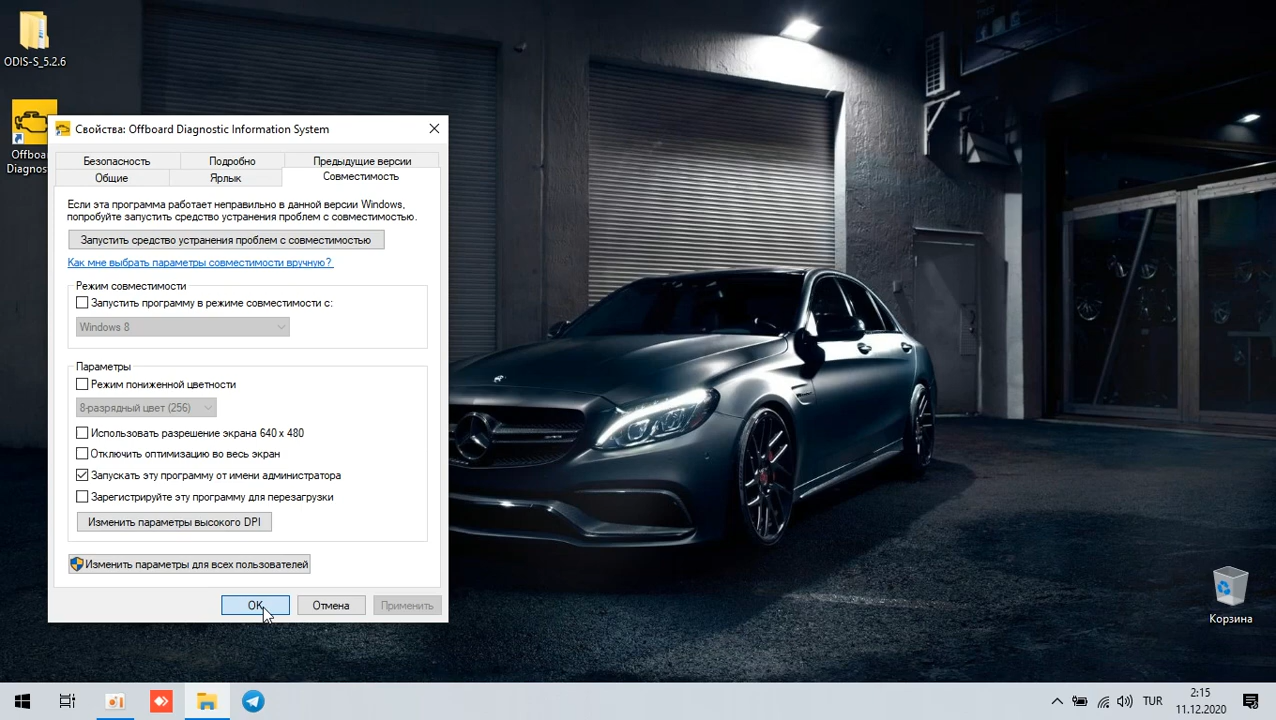 ODIS-S_5.2.6
Offboa
Diagnos
Свойства: Offboard Diagnostic Information System
Безопасность
Подробно
Предыдущие версии
Общие
Ярлык
Совместимость
Если эта программа работает неправильно в данной версии Windows,
попробуйте запустить средство устранения проблем с совместимостью.
Запустить средство устранения проблем с совместимостью
Как мне выбрать параметры совместимости вручную?
Режим совместимости
Запустить программу в режиме совместимости с:
Windows 8
Параметры
Режим пониженной цветности
8-разрядный цвет (256)
Использовать разрешение экрана 640 x 480
Отключить оптимизацию во весь экран
Запускать эту программу от имени администратора
Зарегистрируйте эту программу для перезагрузки
Изменить параметры высокого DPI
Изменить параметры для всех пользователей
OK
Отмена
Применить
Корзина
TUR
2:15
11.12.2020